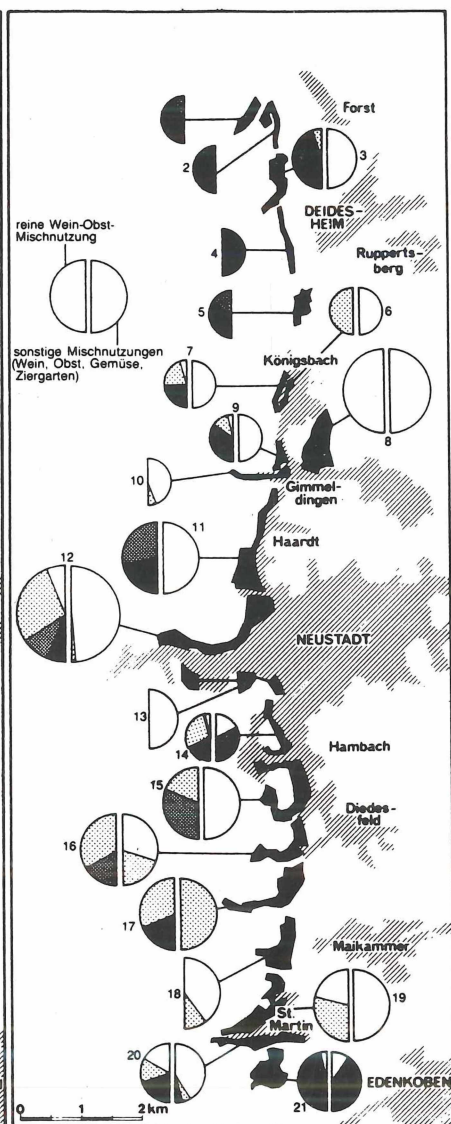 Forst
2
3
DEIDES-
HEIM
reine Wein-Obst-
Mischnutzung
4
Rupperts-
berg
sonstige Mischnutzungen
(Wein, Obst, Gemüse,
Ziergarten)
5
6
Königsbach
7
8
9
10
Gimmel-
dingen
11
Haardt
12
NEUSTADT
13
14
Hambach
15
Diedes-
feld
16
17
Maikammer
18
19
St.
Martin
20
21
EDENKOBEN
0 1 2 km